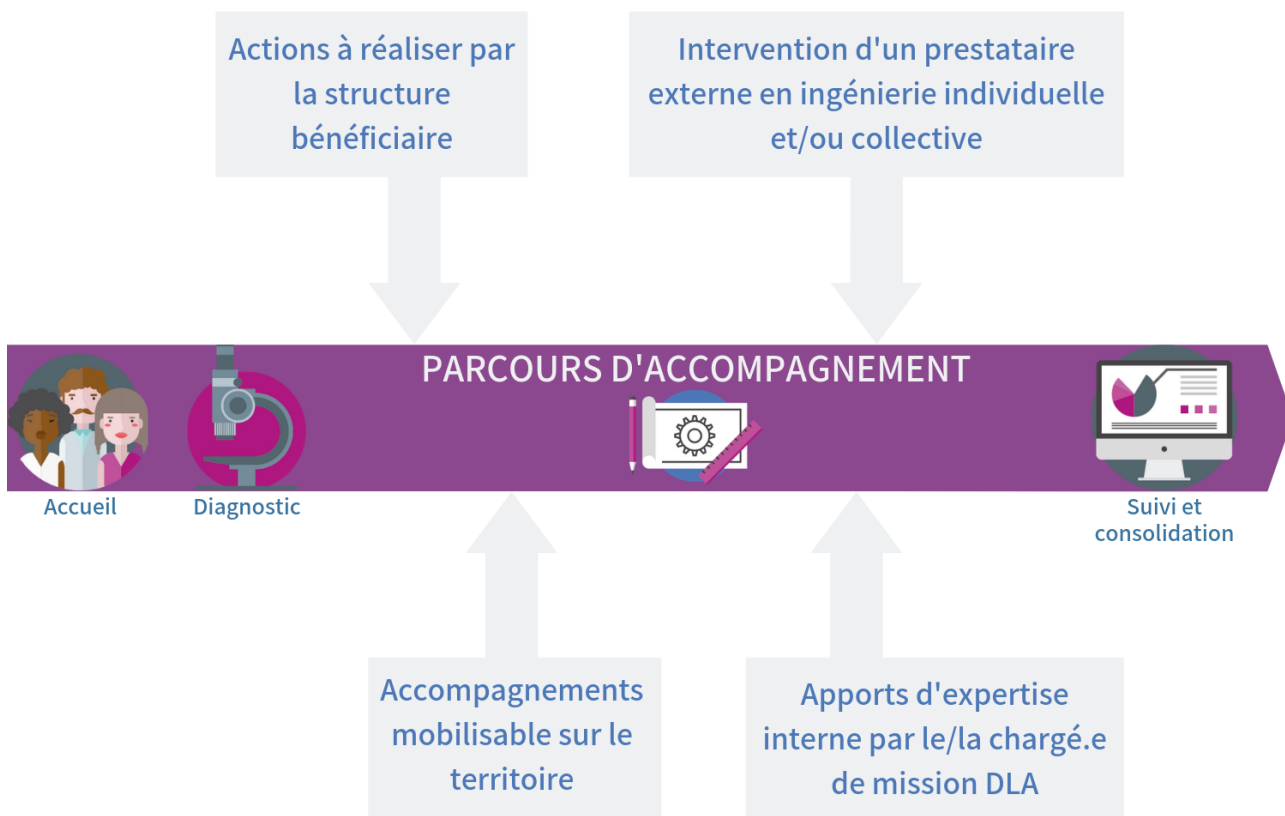 Actions à réaliser par
la structure
bénéficiaire
Intervention d'un prestataire
externe en ingénierie individuelle
et/ou collective
PARCOURS D'ACCOMPAGNEMENT
Accueil
Diagnostic
Suivi et
consolidation
Accompagnements
mobilisable sur le
territoire
Apports d'expertise
interne par le/la chargé.e
de mission DLA